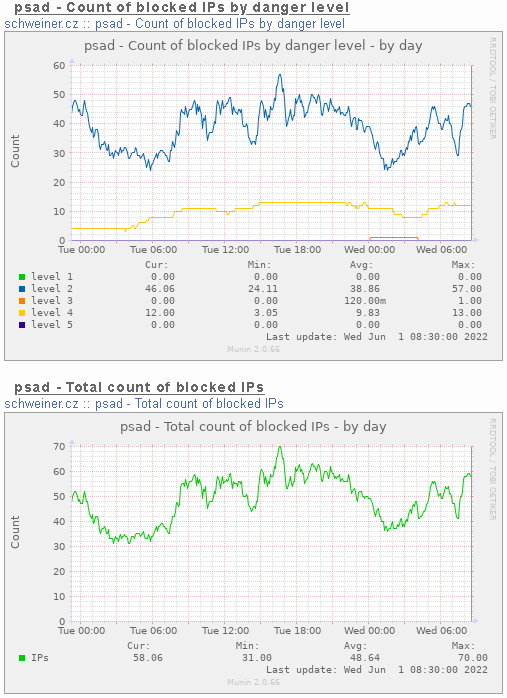 psad - Count of blocked IPs by danger level
schweiner.cz :: psad - Count of blocked IPs by danger level
psad - Count of blocked IPs by danger level - by day
RRDTOOL / TOBI OETIKER
Count
60
50
40
30
20
10
0
Tue 00:00 Tue 06:00 Tue 12:00 Tue 18:00 Wed 00:00 Wed 06:00
Cur: Min: Avg: Max:
level 1 0.00 0.00 0.00 0.00
level 2 46.06 24.11 38.86 57.00
level 3 0.00 0.00 120.00m 1.00
level 4 12.00 3.05 9.83 13.00
level 5 0.00 0.00 0.00 0.00
Last update: Wed Jun 1 08:30:00 2022
Munin 2.0.66
psad - Total count of blocked IPs
schweiner.cz :: psad - Total count of blocked IPs
psad - Total count of blocked IPs - by day
RRDTOOL / TOBI OETIKER
Count
70
60
50
40
30
20
10
0
Tue 00:00 Tue 06:00 Tue 12:00 Tue 18:00 Wed 00:00 Wed 06:00
Cur: Min: Avg: Max:
IPs 58.06 31.00 48.64 70.00
Last update: Wed Jun 1 08:30:00 2022
Munin 2.0.66